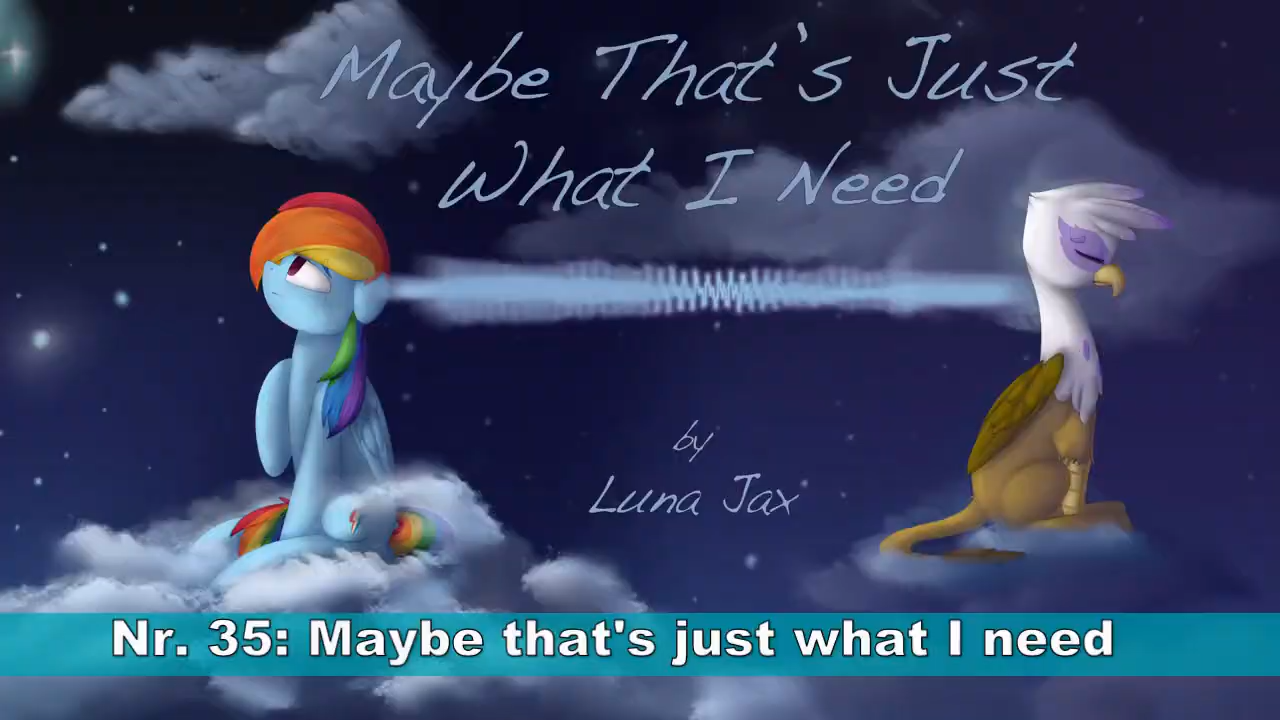 Maybe That's Just
What I Need
by
Luna Jax
Nr. 35: Maybe that's just what I need